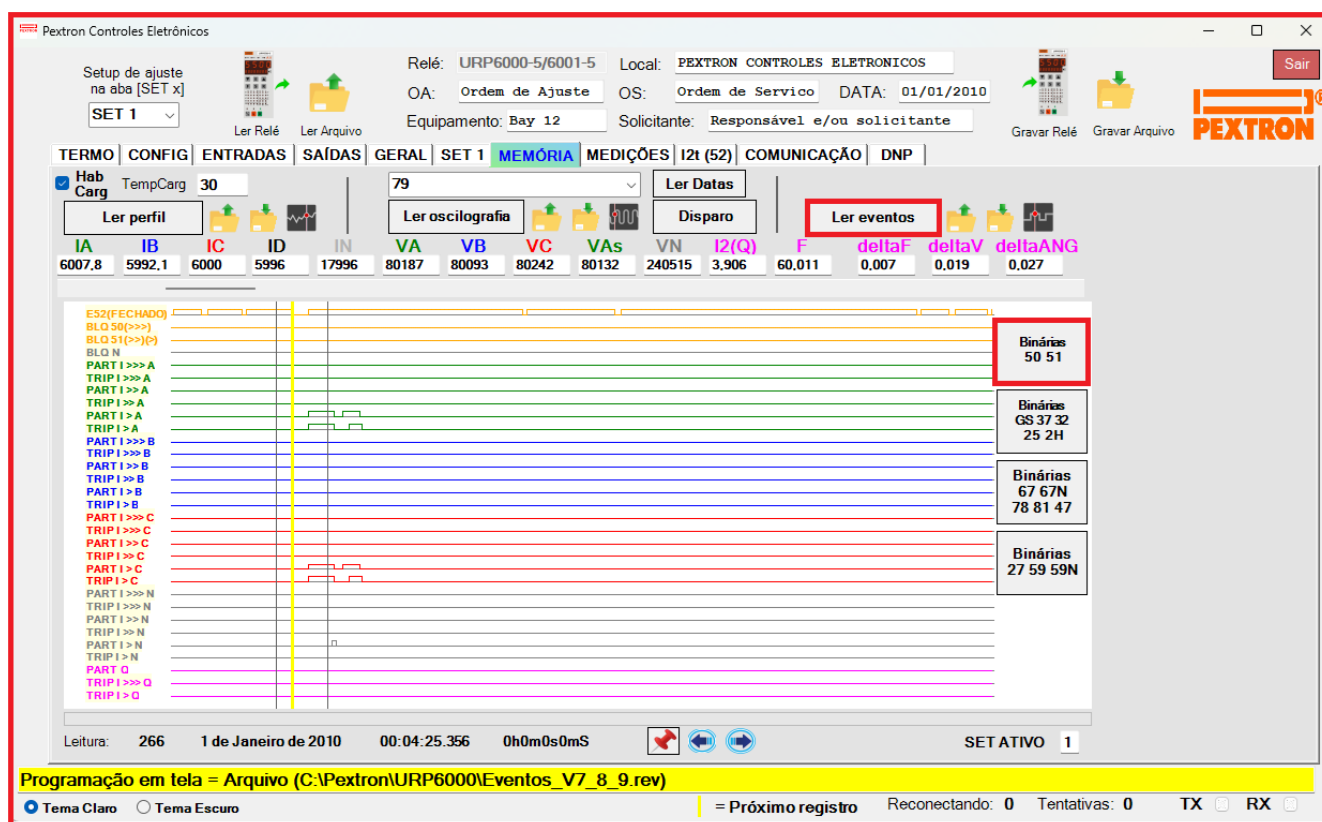 Pextron Controles Eletrônicos
Setup de ajuste
na aba [SET x]
SET 1
Ler Relé
Ler Arquivo
Relé: URP6000-5/6001-5 Local: PEXTRON CONTROLES ELETRONICOS
OA: Ordem de Ajuste OS: Ordem de Servico DATA: 01/01/2010
Equipamento: Bay 12 Solicitante: Responsável e/ou solicitante
Gravar Relé
Gravar Arquivo
Sair
PEXTRON
TERMO CONFIG ENTRADAS SAÍDAS GERAL SET 1 MEMÓRIA MEDIÇÕES I2t (52) COMUNICAÇÃO DNP
Hab
Carg
TempCarg 30
79
Ler Datas
Ler perfil
Ler oscilografia
Disparo
Ler eventos
IA IB IC ID IN VA VB VC VAs VN I2(Q) F deltaF deltaV deltaANG
6007,8 5992,1 6000 5996 17996 80187 80093 80242 80132 240515 3,906 60,011 0,007 0,019 0,027
E52(FECHADO)
BLQ 50(>>>)
BLQ 51(>>)(>)
BLQ N
PART I >>> A
TRIP I >>> A
PART I >> A
TRIP I >> A
PART I > A
TRIP I > A
PART I >>> B
TRIP I >>> B
PART I >> B
TRIP I >> B
PART I > B
TRIP I > B
PART I >>> C
TRIP I >>> C
PART I >> C
TRIP I >> C
PART I > C
TRIP I > C
PART I >>> N
TRIP I >>> N
PART I >> N
TRIP I >> N
PART I > N
TRIP I > N
PART Q
TRIP I >>> Q
TRIP I > Q
Binárias
50 51
Binárias
GS 37 32
25 2H
Binárias
67 67N
78 81 47
Binárias
27 59 59N
Leitura: 266 1 de Janeiro de 2010 00:04:25.356 0h0m0s0mS SET ATIVO 1
Programação em tela = Arquivo (C:\Pextron\URP6000\Eventos_V7_8_9.rev)
Tema Claro Tema Escuro = Próximo registro Reconectando: 0 Tentativas: 0 TX RX